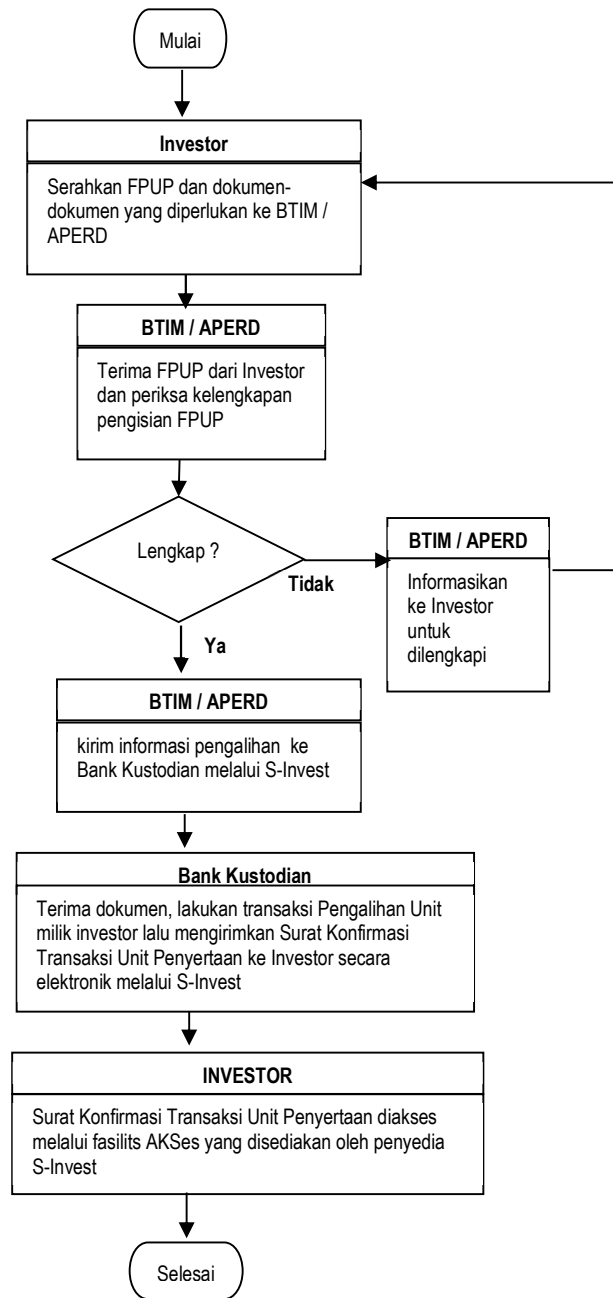 Mulai
Investor
Serahkan FPUP dan dokumen-
dokumen yang diperlukan ke BTIM /
APERD
BTIM / APERD
Terima FPUP dari Investor
dan periksa kelengkapan
pengisian FPUP
Lengkap ?
Tidak
BTIM / APERD
Informasikan
ke Investor
untuk
dilengkapi
Ya
BTIM / APERD
kirim informasi pengalihan ke
Bank Kustodian melalui S-Invest
Bank Kustodian
Terima dokumen, lakukan transaksi Pengalihan Unit
milik investor lalu mengirimkan Surat Konfirmasi
Transaksi Unit Penyertaan ke Investor secara
elektronik melalui S-Invest
INVESTOR
Surat Konfirmasi Transaksi Unit Penyertaan diakses
melalui fasilits AKSes yang disediakan oleh penyedia
S-Invest
Selesai